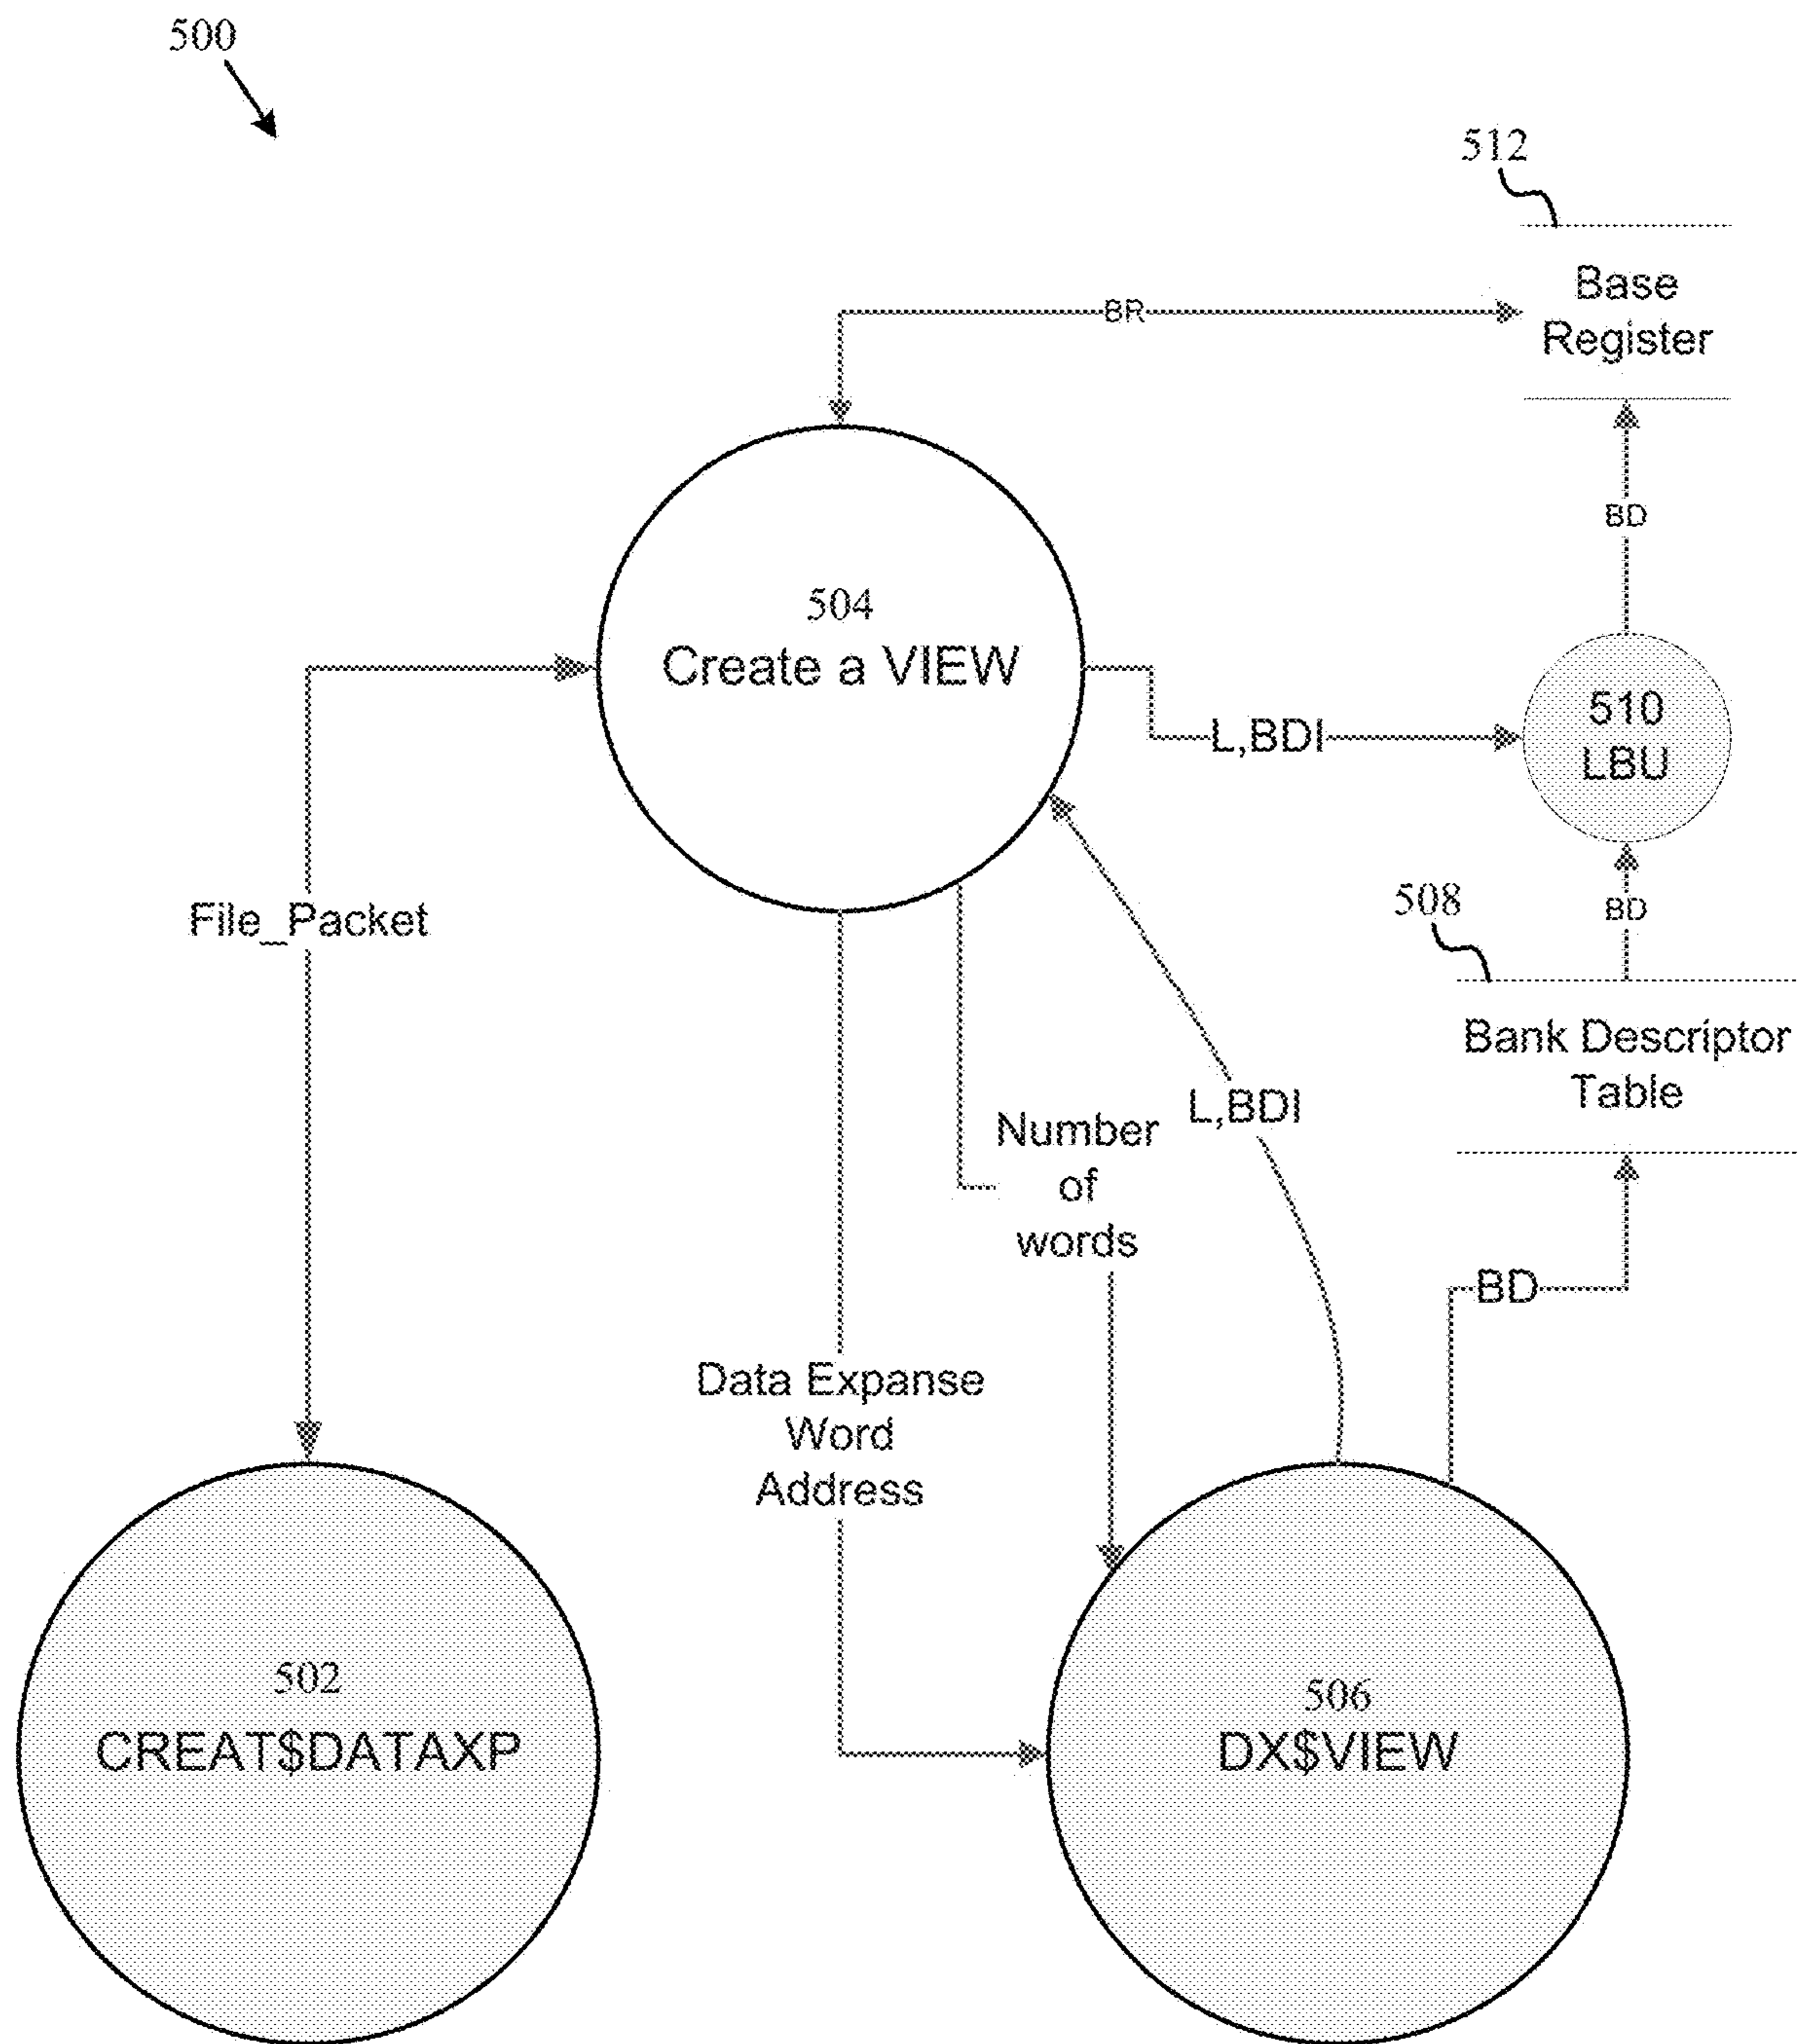 500
512
Base
Register
BR
BD
504
Create a VIEW
510
LBU
L,BDI
508
BD
File_Packet
Bank Descriptor
Table
L,BDI
Number
of
words
BD
Data Expanse
Word
Address
502
CREAT$DATAXP
506
DX$VIEW